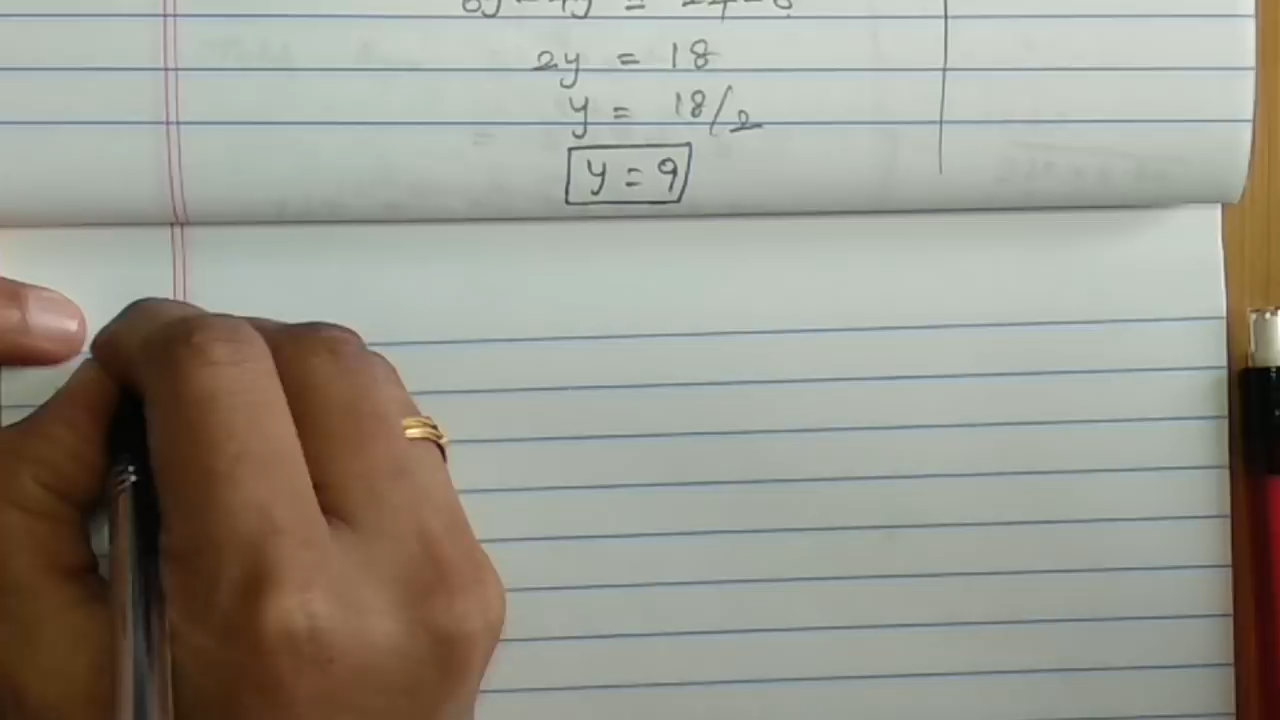 2y = 18
y = 18/2
y = 9